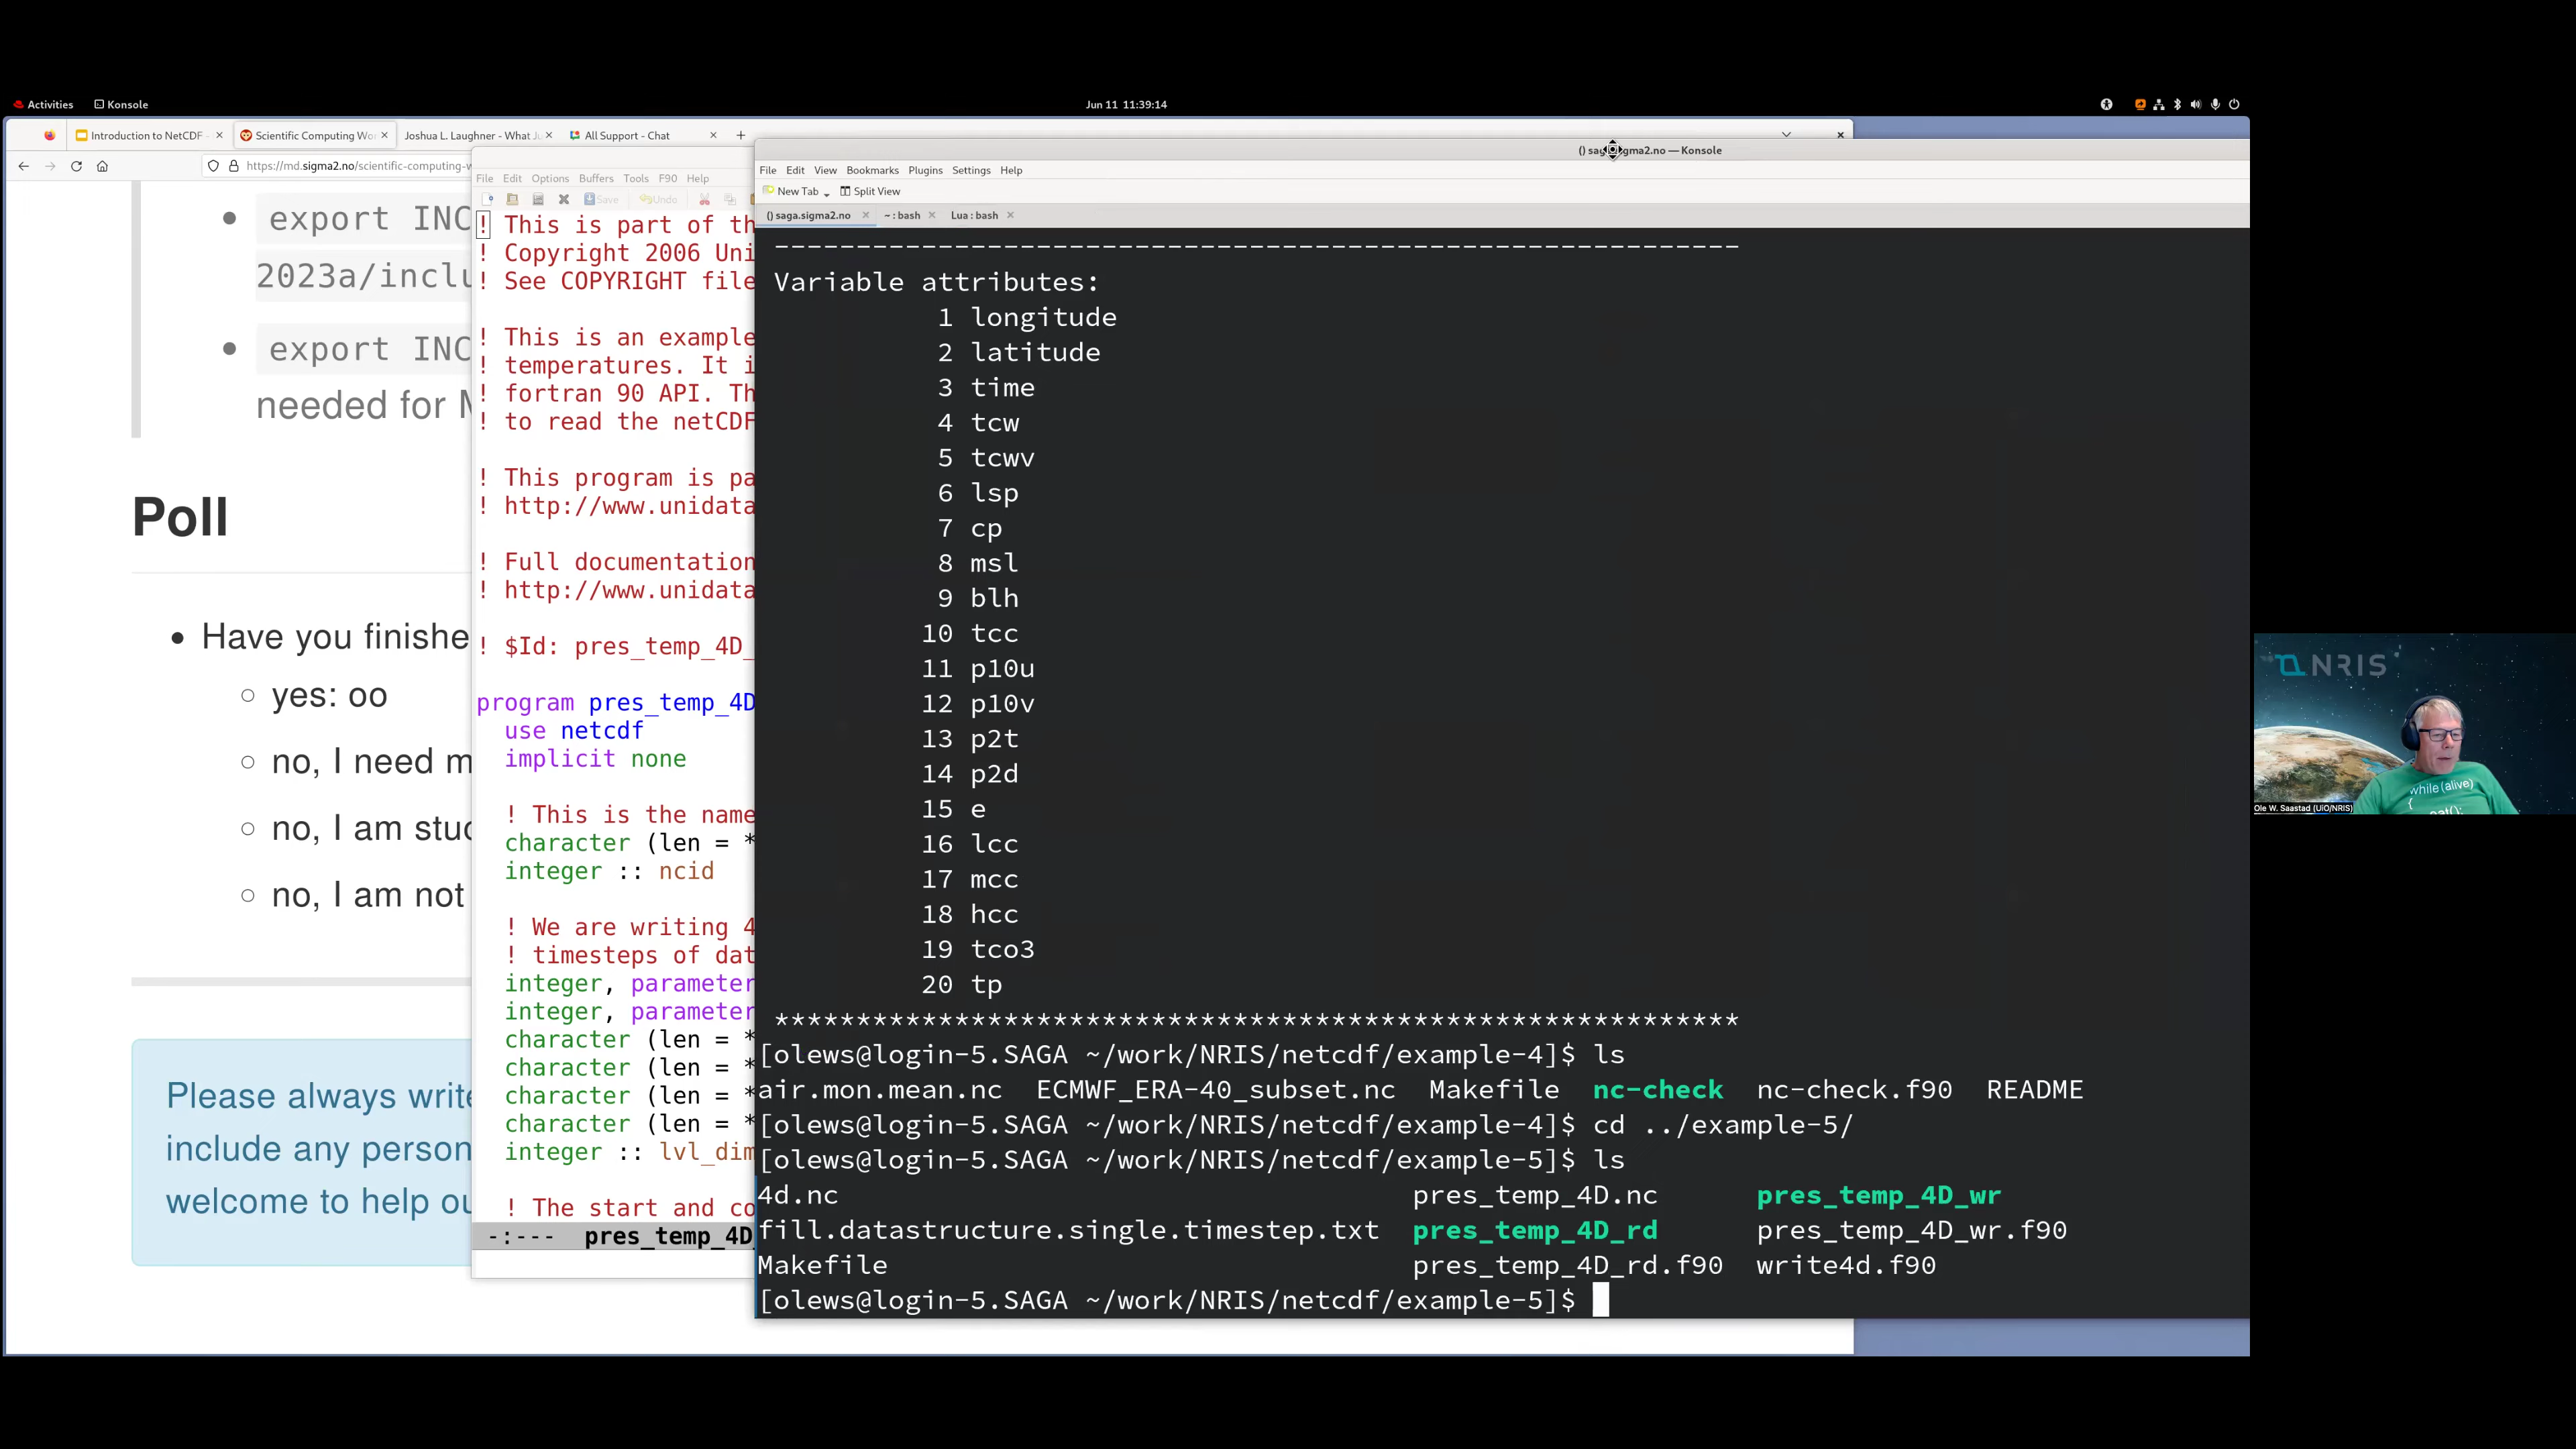 Activities
Konsole
Jun 11 11:39:14
Introduction to NetCDF
Scientific Computing Wo
Joshua L. Laughner - What Ju
All Support - Chat
https://md.sigma2.no/scientific-computing-w
export INC
2023a/inclu
export INC
needed for M
Poll
Have you finishe
yes: oo
no, I need m
no, I am stuc
no, I am not
Please always write
include any person
welcome to help ou
File Edit Options Buffers Tools F90 Help
Save Undo
! This is part of th
! Copyright 2006 Uni
! See COPYRIGHT file
! This is an example
! temperatures. It i
! fortran 90 API. Th
! to read the netCDF
! This program is pa
! http://www.unidata
! Full documentation
! http://www.unidata
! $Id: pres_temp_4D_
program pres_temp_4D
use netcdf
implicit none
! This is the name
character (len = *
integer :: ncid
! We are writing 4
! timesteps of dat
integer, parameter
integer, parameter
character (len = *
character (len = *
character (len = *
character (len = *
integer :: lvl_dim
! The start and co
-:--- pres_temp_4D
() sag gma2.no — Konsole
File Edit View Bookmarks Plugins Settings Help
New Tab Split View
() saga.sigma2.no
~ : bash
Lua : bash
-----------------------------------------------------------
Variable attributes:
1 longitude
2 latitude
3 time
4 tcw
5 tcwv
6 lsp
7 cp
8 msl
9 blh
10 tcc
11 p10u
12 p10v
13 p2t
14 p2d
15 e
16 lcc
17 mcc
18 hcc
19 tco3
20 tp
***********************************************************
[olews@login-5.SAGA ~/work/NRIS/netcdf/example-4]$ ls
air.mon.mean.nc ECMWF_ERA-40_subset.nc Makefile nc-check nc-check.f90 README
[olews@login-5.SAGA ~/work/NRIS/netcdf/example-4]$ cd ../example-5/
[olews@login-5.SAGA ~/work/NRIS/netcdf/example-5]$ ls
4d.nc pres_temp_4D.nc pres_temp_4D_wr
fill.datastructure.single.timestep.txt pres_temp_4D_rd pres_temp_4D_wr.f90
Makefile pres_temp_4D_rd.f90 write4d.f90
[olews@login-5.SAGA ~/work/NRIS/netcdf/example-5]$
NRIS
while (alive)
{
eat();
Ole W. Saastad (UiO/NRIS)